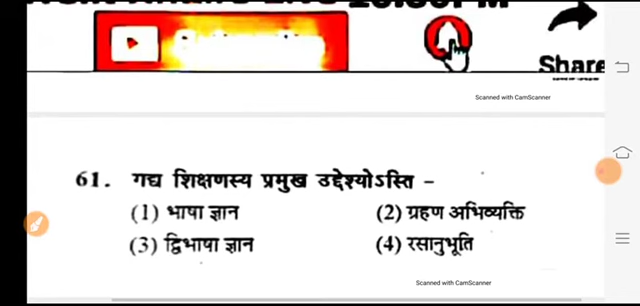 Share
Scanned with CamScanner
61. गद्य शिक्षणस्य प्रमुख उद्देश्योऽस्ति -
(1) भाषा ज्ञान (2) ग्रहण अभिव्यक्ति
(3) द्विभाषा ज्ञान (4) रसानुभूति
Scanned with CamScanner